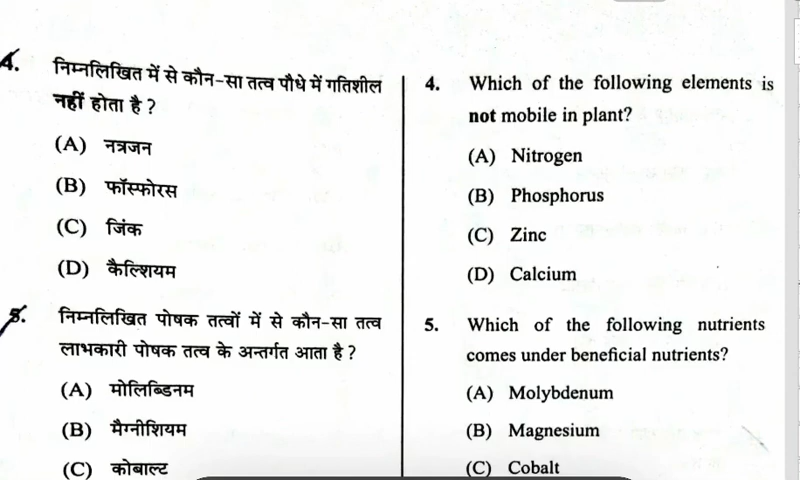 4. निम्नलिखित में से कौन-सा तत्व पौधे में गतिशील
नहीं होता है ?
(A) नत्रजन
(B) फॉस्फोरस
(C) जिंक
(D) कैल्शियम
5. निम्नलिखित पोषक तत्वों में से कौन-सा तत्व
लाभकारी पोषक तत्व के अन्तर्गत आता है ?
(A) मोलिब्डिनम
(B) मैग्नीशियम
(C) कोबाल्ट
4. Which of the following elements is
not mobile in plant?
(A) Nitrogen
(B) Phosphorus
(C) Zinc
(D) Calcium
5. Which of the following nutrients
comes under beneficial nutrients?
(A) Molybdenum
(B) Magnesium
(C) Cobalt